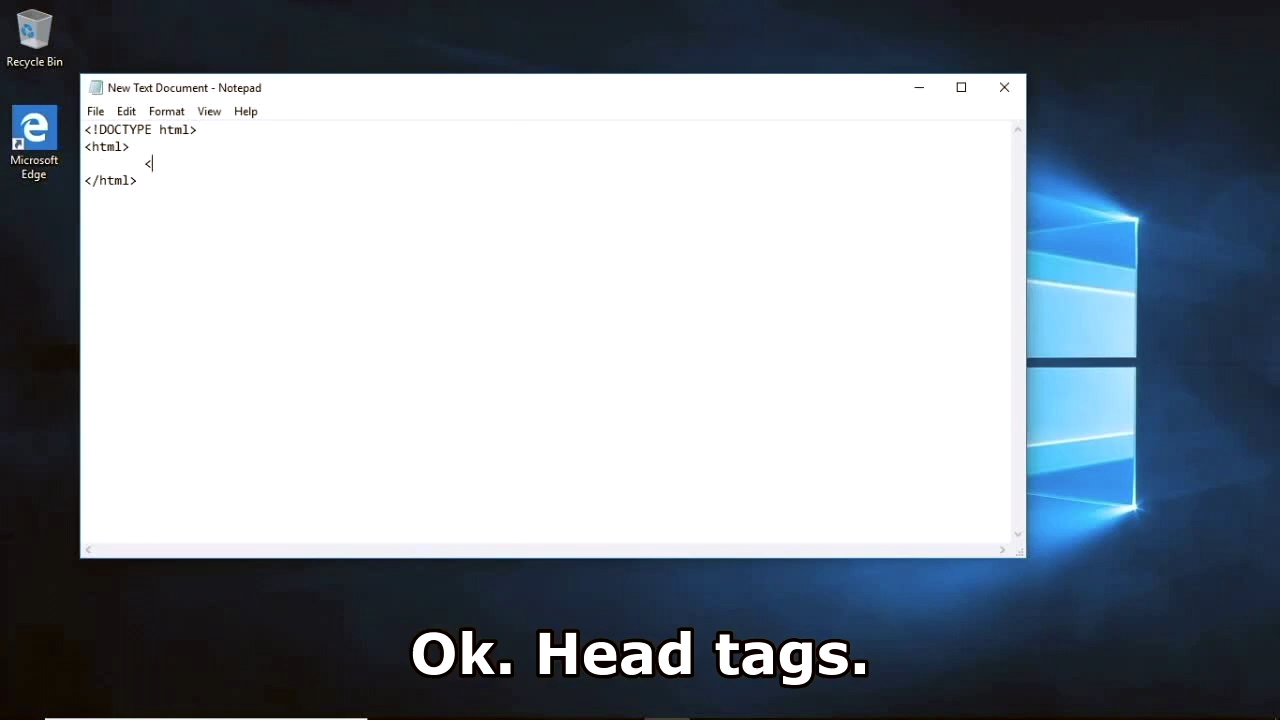 Recycle Bin
Microsoft
Edge
New Text Document - Notepad
File Edit Format View Help
<!DOCTYPE html>
<html>
<
</html>
Ok. Head tags.